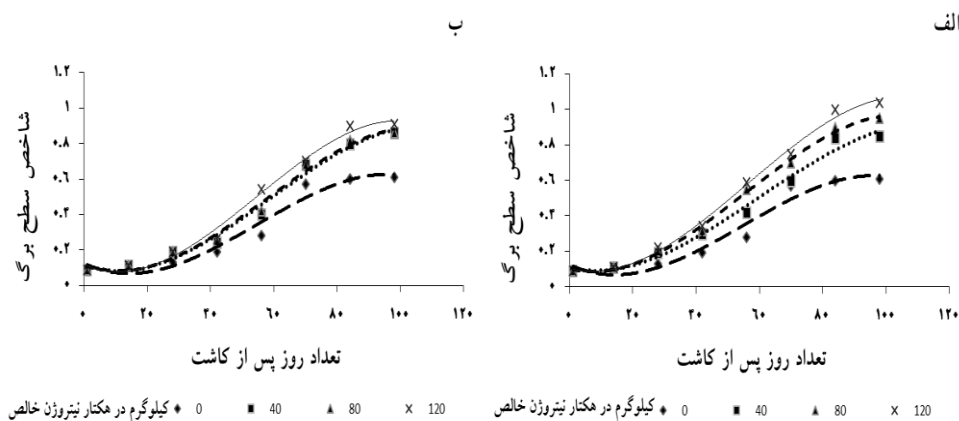 الف
شاخص سطح برگ
۱.۲
۱
۰.۸
۰.۶
۰.۴
۰.۲
۰
۰ ۲۰ ۴۰ ۶۰ ۸۰ ۱۰۰ ۱۲۰
تعداد روز پس از کاشت
کیلوگرم در هکتار نیتروژن خالص ♦ 0 ■ 40 ▲ 80 × 120
ب
شاخص سطح برگ
۱.۲
۱
۰.۸
۰.۶
۰.۴
۰.۲
۰
۰ ۲۰ ۴۰ ۶۰ ۸۰ ۱۰۰ ۱۲۰
تعداد روز پس از کاشت
کیلوگرم در هکتار نیتروژن خالص ♦ 0 ■ 40 ▲ 80 × 120